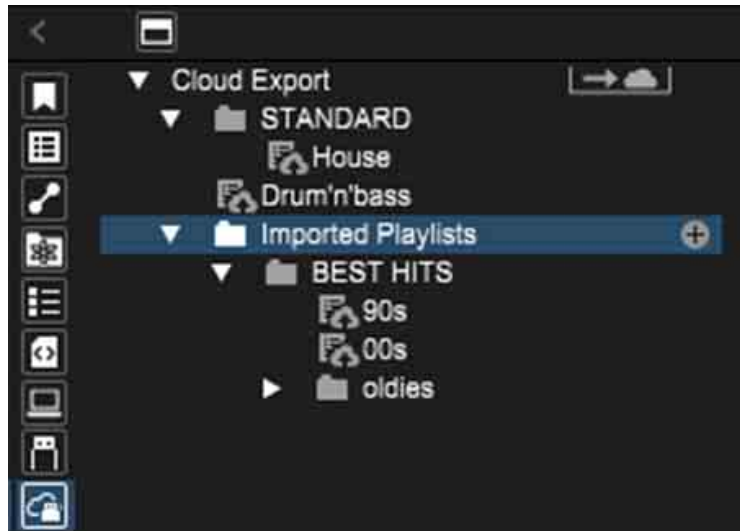 Cloud Export
STANDARD
House
Drum'n'bass
Imported Playlists
BEST HITS
90s
00s
oldies